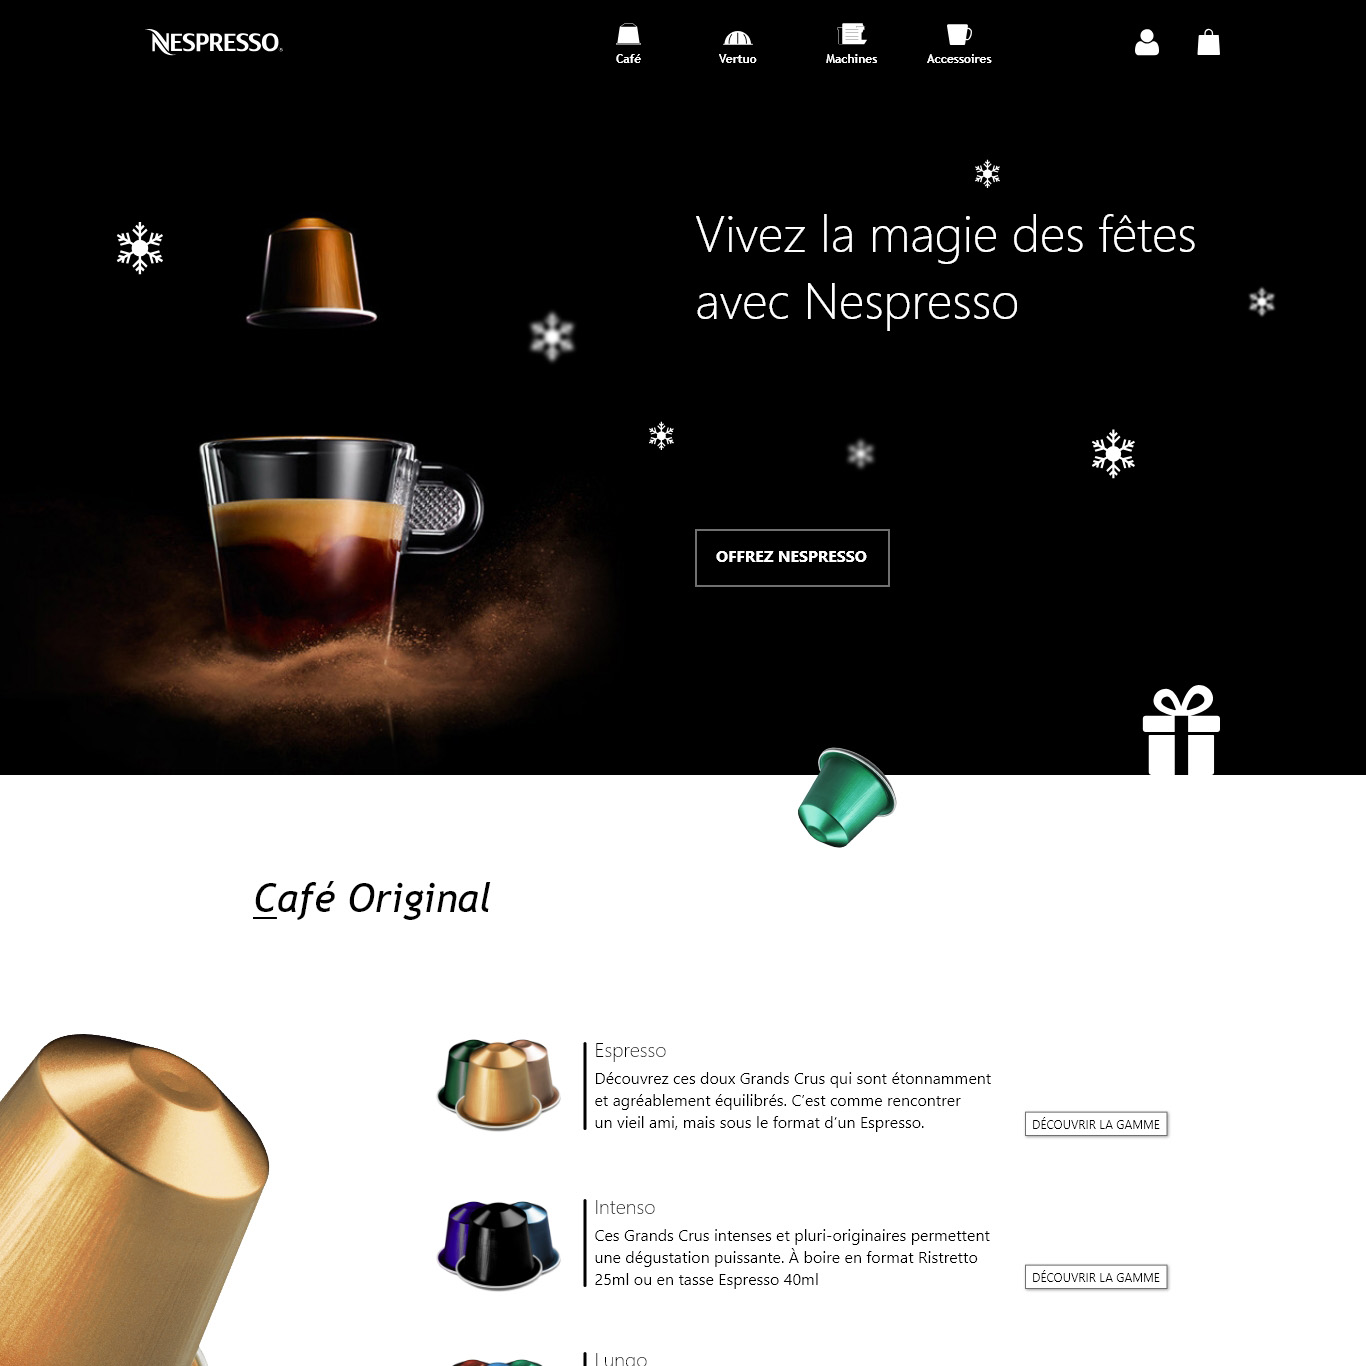 NESPRESSO
Café
Vertuo
Machines
Accessoires
Vivez la magie des fêtes
avec Nespresso
OFFREZ NESPRESSO
Café Original
Espresso
Découvrez ces doux Grands Crus qui sont étonnamment
et agréablement équilibrés. C’est comme rencontrer
un vieil ami, mais sous le format d’un Espresso.
DÉCOUVRIR LA GAMME
Intenso
Ces Grands Crus intenses et pluri-originaires permettent
une dégustation puissante. À boire en format Ristretto
25ml ou en tasse Espresso 40ml
DÉCOUVRIR LA GAMME
Lungo